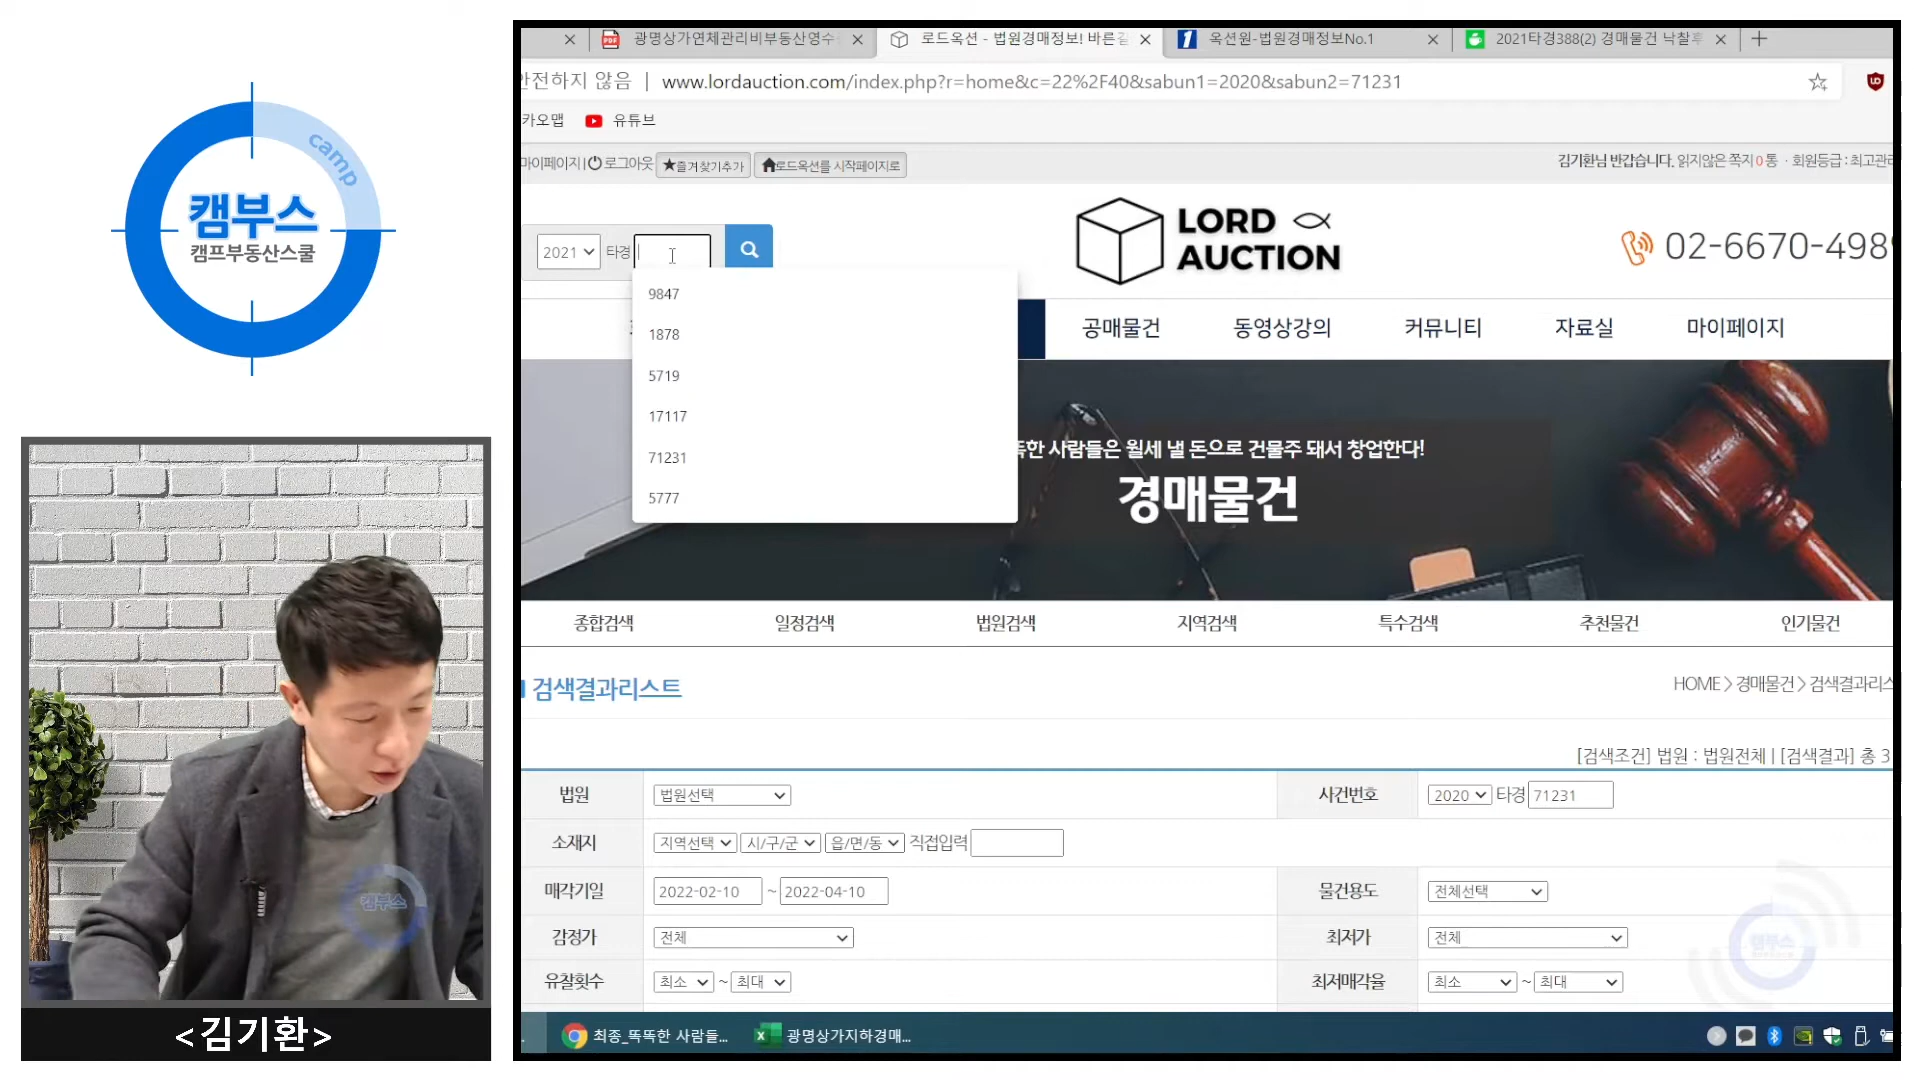 camp
캠부스
캠프부동산스쿨
<김기환>
광명상가연체관리비부동산영수
로드옥션 - 법원경매정보! 바른길
옥션원-법원경매정보No.1
2021타경388(2) 경매물건 낙찰후
안전하지 않음 | www.lordauction.com/index.php?r=home&c=22%2F40&sabun1=2020&sabun2=71231
카오맵 유튜브
마이페이지 | 로그아웃 ★즐겨찾기추가 로드옥션를 시작페이지로
김기환님 반갑습니다. 읽지않은 쪽지 0 통 · 회원등급 : 최고관리
2021 타경
LORD
AUCTION
02-6670-498
9847
1878
5719
17117
71231
5777
공매물건 동영상강의 커뮤니티 자료실 마이페이지
똑한 사람들은 월세 낼 돈으로 건물주 돼서 창업한다!
경매물건
종합검색 일정검색 법원검색 지역검색 특수검색 추천물건 인기물건
검색결과리스트
HOME > 경매물건 > 검색결과리스
[검색조건] 법원 : 법원전체 | [검색결과] 총 3
법원 법원선택 사건번호 2020 타경 71231
소재지 지역선택 시/구/군 읍/면/동 직접입력
매각기일 2022-02-10 ~ 2022-04-10 물건용도 전체선택
감정가 전체 최저가 전체
유찰횟수 최소 ~ 최대 최저매각율 최소 ~ 최대
최종_똑똑한 사람들... 광명상가지하경매...
캠부스
캠부스